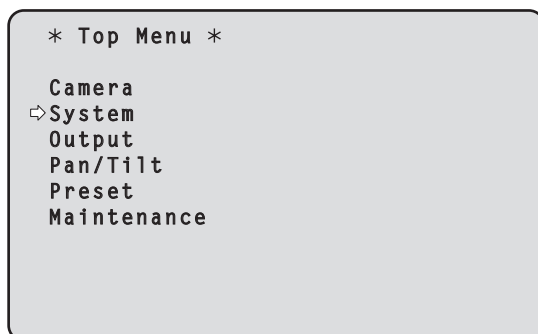 * Top Menu *
Camera
⇨System
Output
Pan/Tilt
Preset
Maintenance